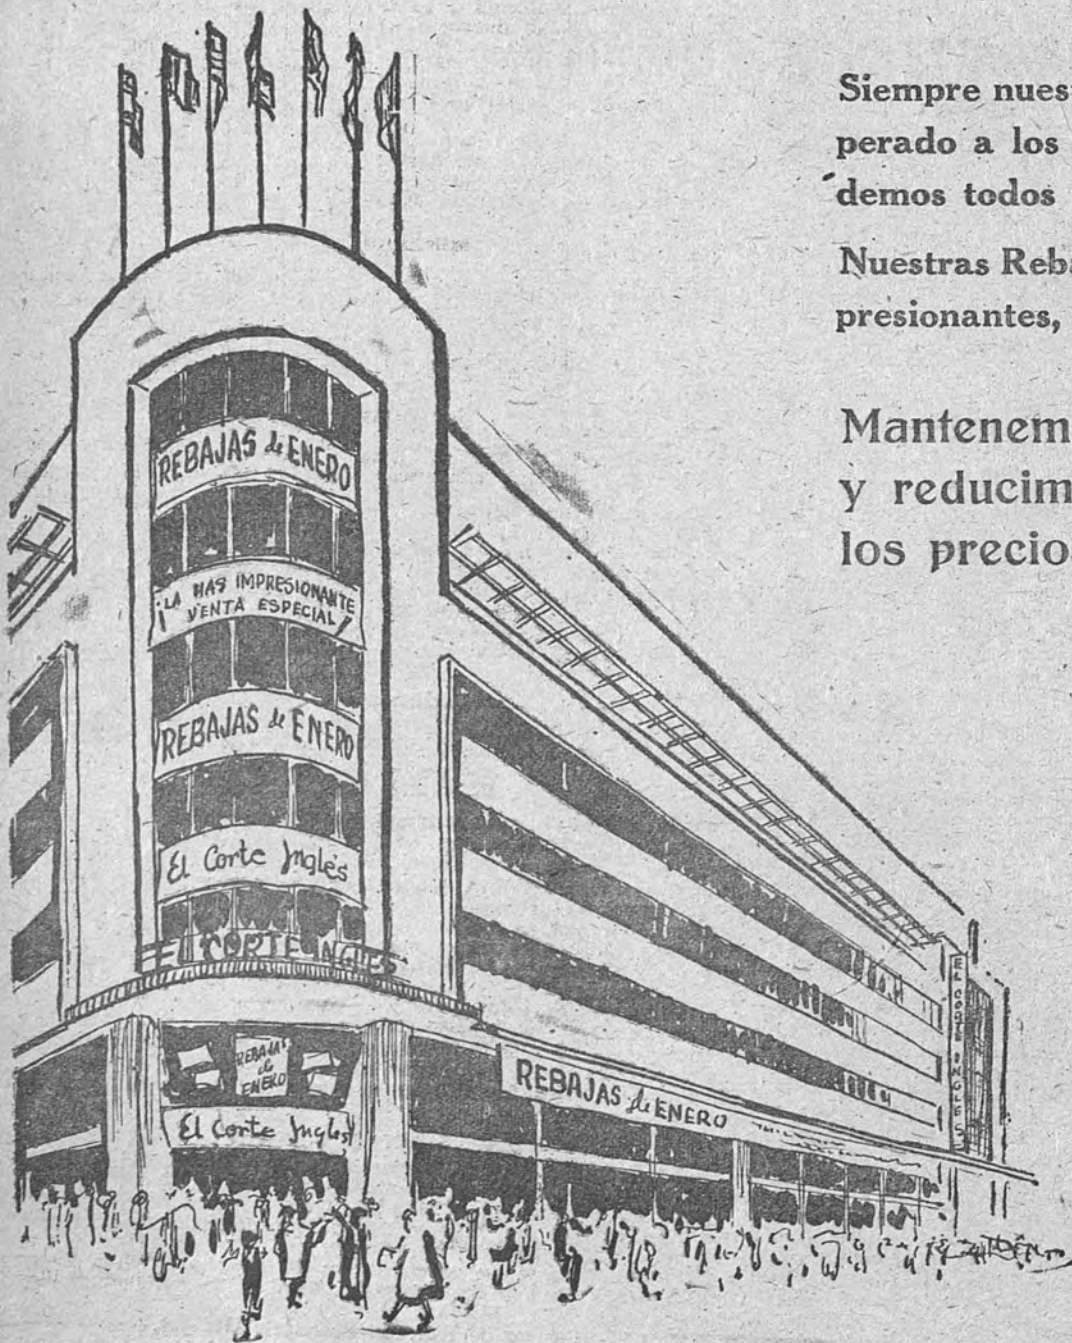 Siempre nues
perado a los
demos todos
Nuestras Reba
presionantes,
Mantenem
y reducim
los precio
REBAJAS de ENERO
¡LA MAS IMPRESIONANTE
VENTA ESPECIAL!
REBAJAS de ENERO
El Corte Inglés
EL CORTE INGLES
REBAJAS
de
ENERO
El Corte Inglés
REBAJAS de ENERO
EL CORTE INGLES